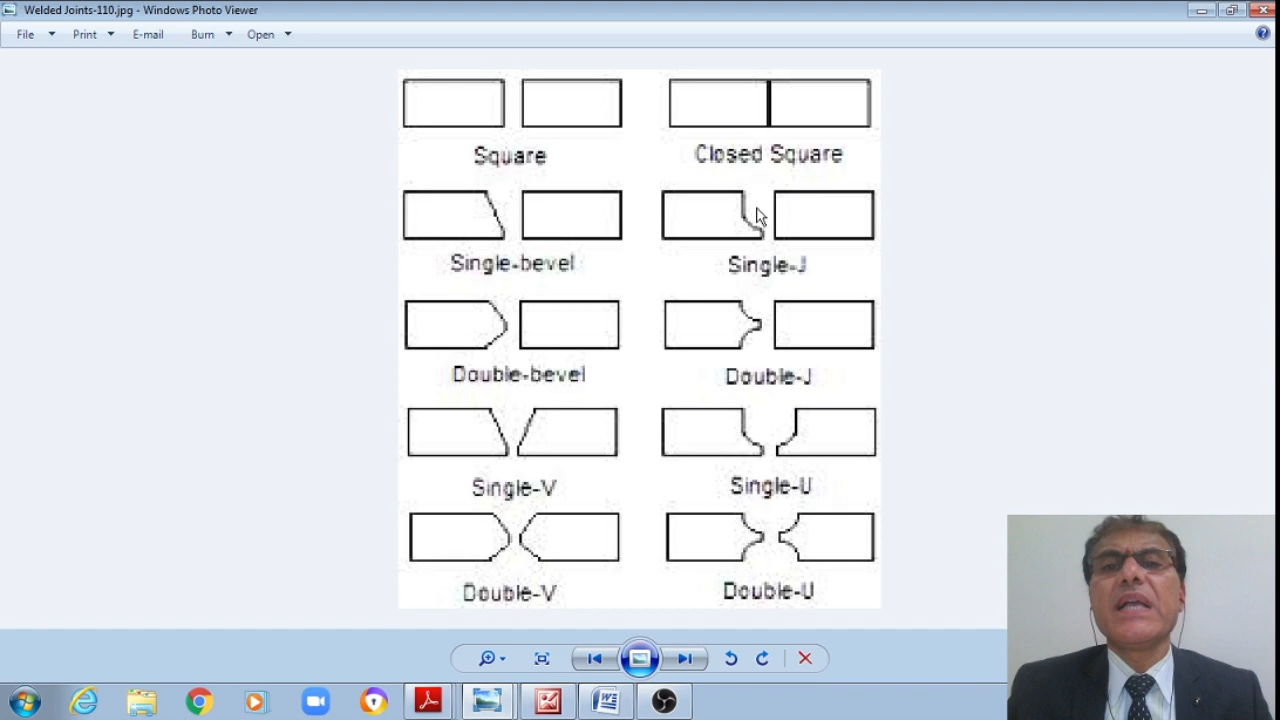 Welded Joints-110.jpg - Windows Photo Viewer
File Print E-mail Burn Open
Square Closed Square
Single-bevel Single-J
Double-bevel Double-J
Single-V Single-U
Double-V Double-U